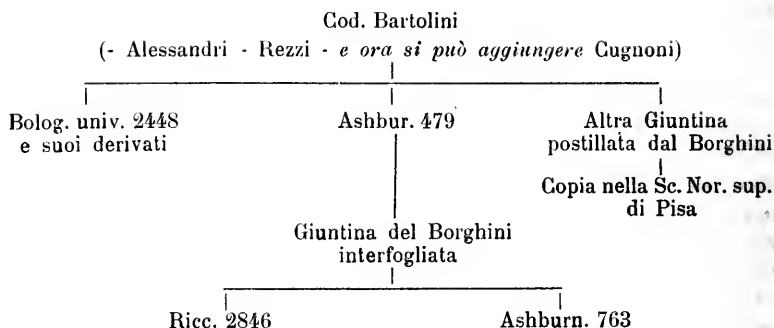 Cod. Bartolini
(- Alessandri - Rezzi - e ora si può aggiungere Cugnoni)
Bolog. univ. 2448
e suoi derivati
Ashbur. 479
Altra Giuntina
postillata dal Borghini
Copia nella Sc. Nor. sup.
di Pisa
Giuntina del Borghini
interfogliata
Ricc. 2846
Ashburn. 763